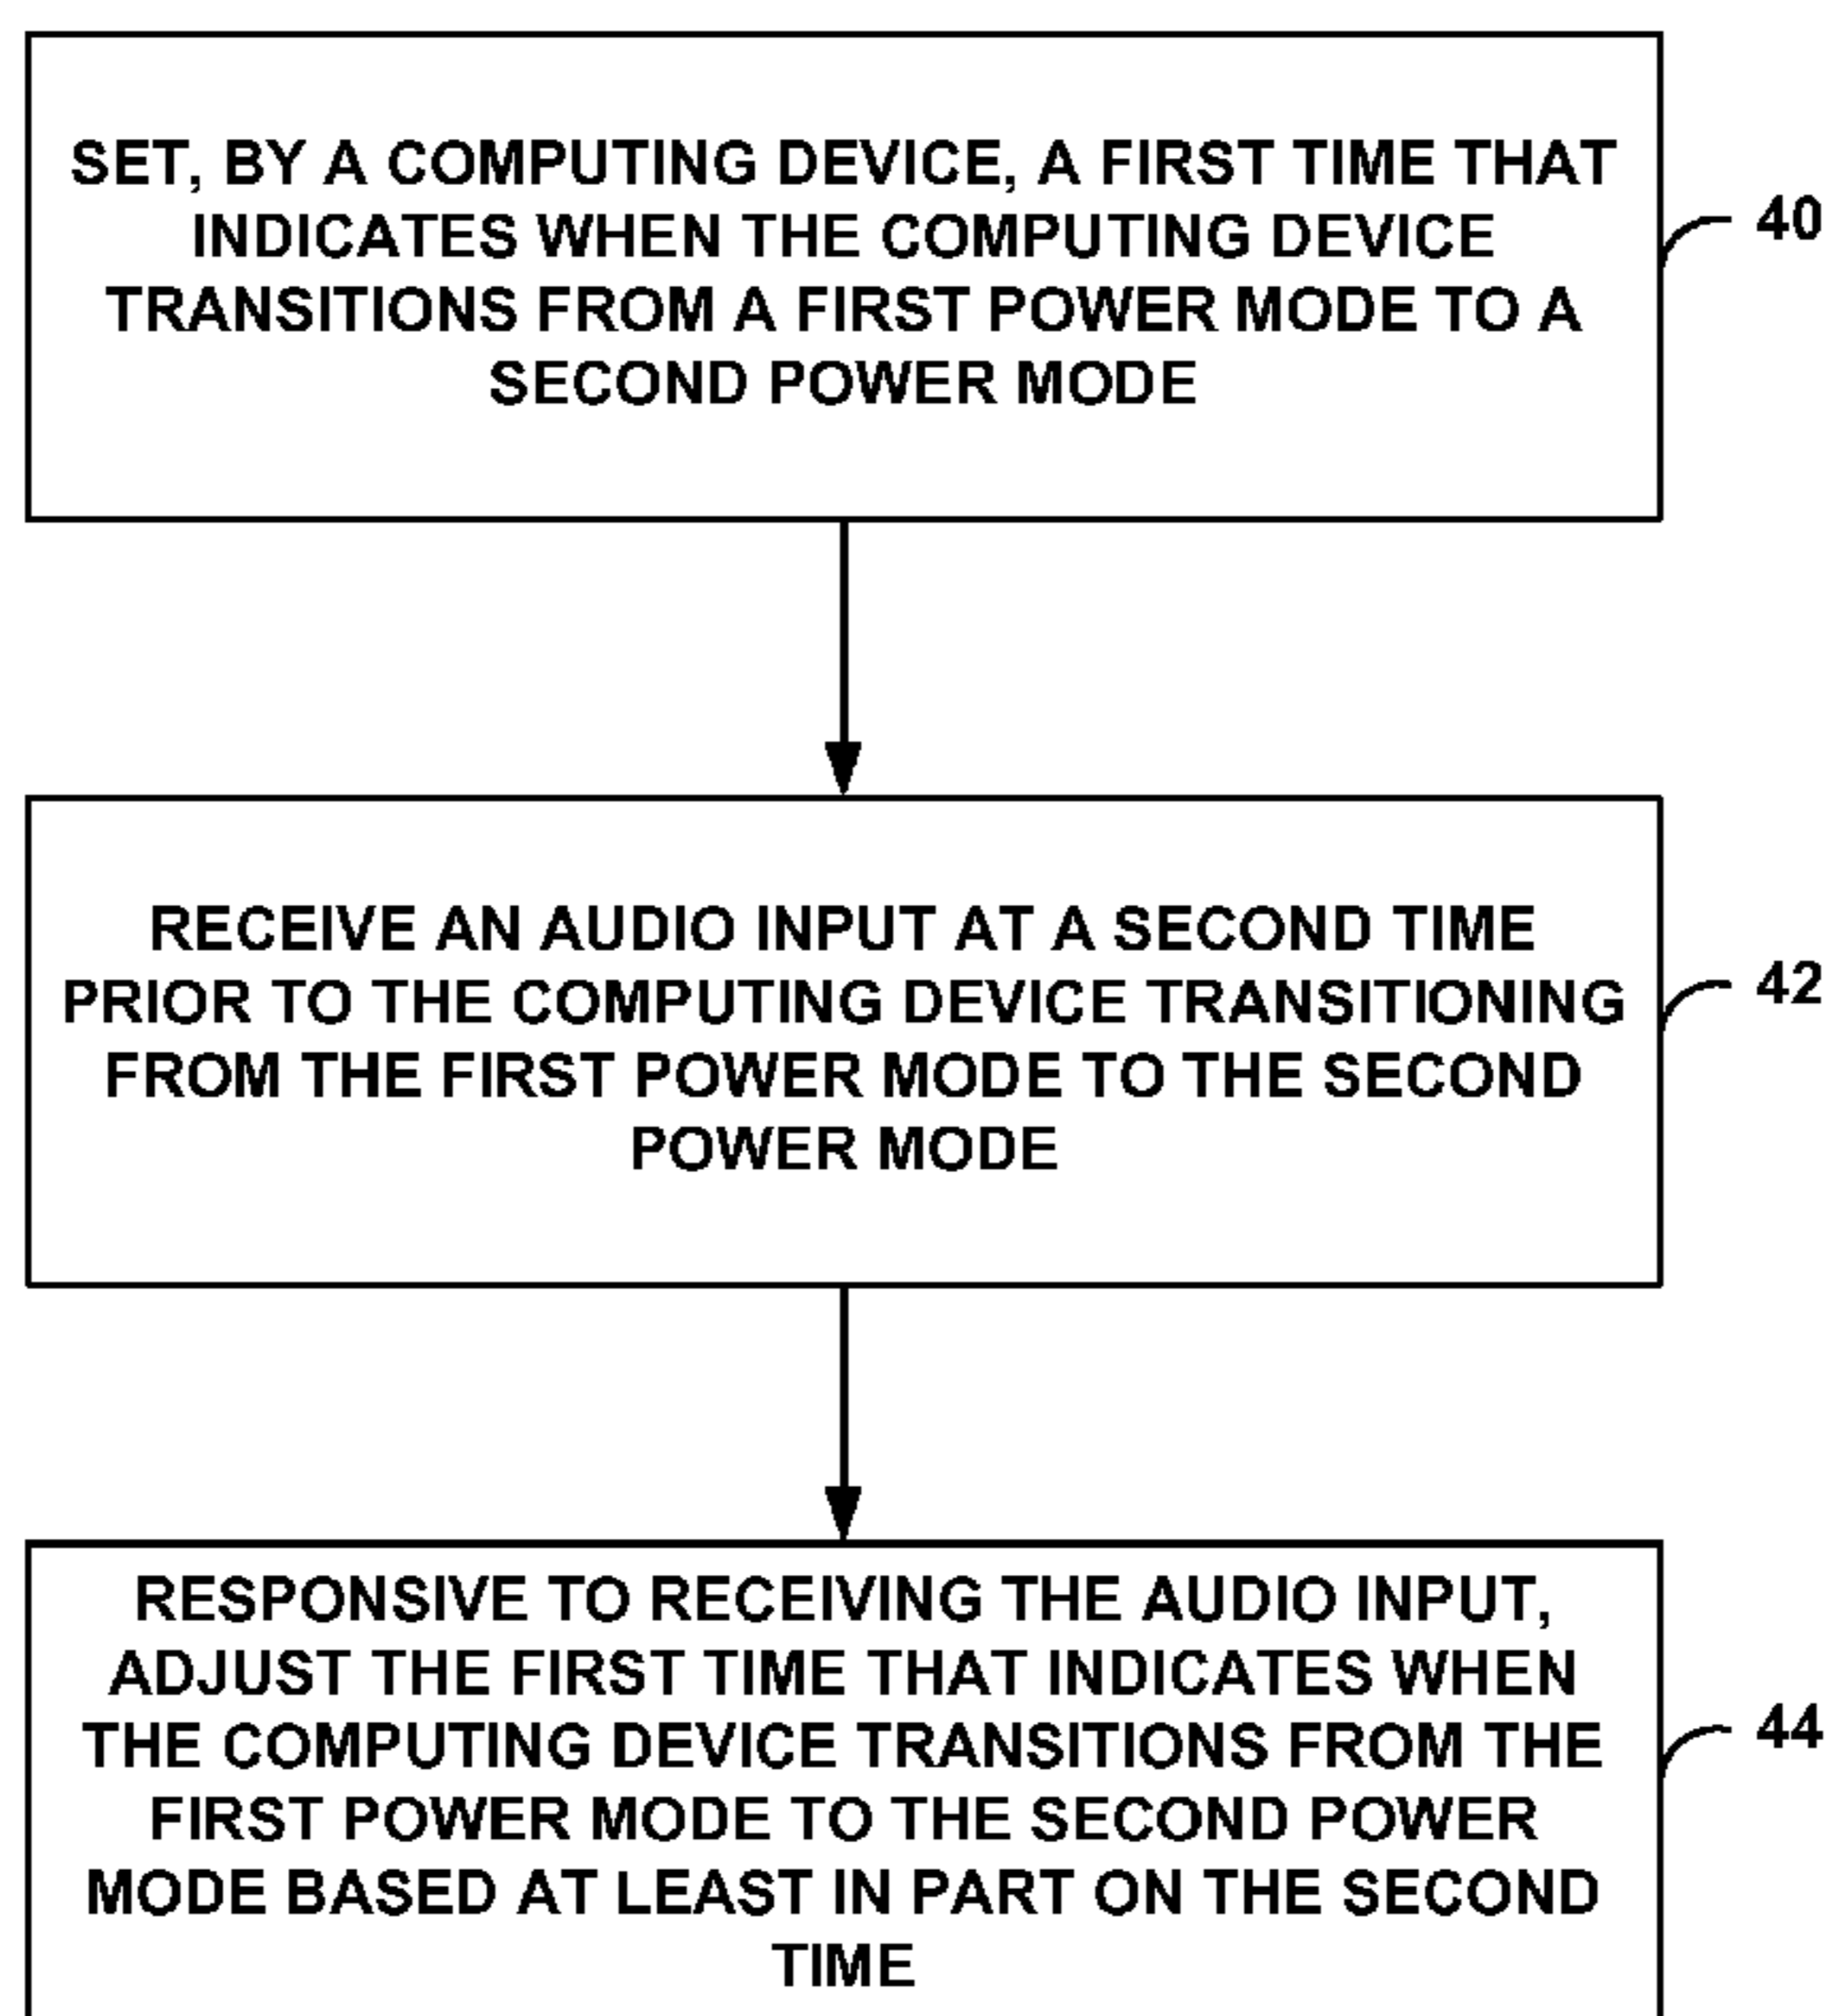 SET, BY A COMPUTING DEVICE, A FIRST TIME THAT
INDICATES WHEN THE COMPUTING DEVICE
TRANSITIONS FROM A FIRST POWER MODE TO A
SECOND POWER MODE
40
RECEIVE AN AUDIO INPUT AT A SECOND TIME
PRIOR TO THE COMPUTING DEVICE TRANSITIONING
FROM THE FIRST POWER MODE TO THE SECOND
POWER MODE
42
RESPONSIVE TO RECEIVING THE AUDIO INPUT,
ADJUST THE FIRST TIME THAT INDICATES WHEN
THE COMPUTING DEVICE TRANSITIONS FROM THE
FIRST POWER MODE TO THE SECOND POWER
MODE BASED AT LEAST IN PART ON THE SECOND
TIME
44